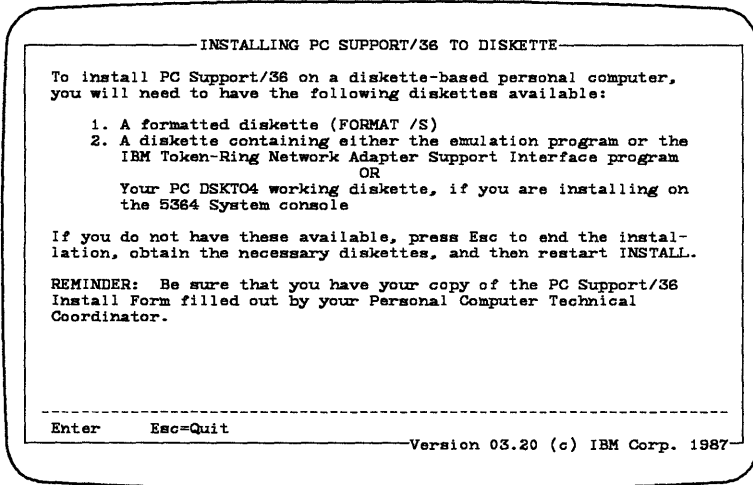 INSTALLING PC SUPPORT/36 TO DISKETTE
To install PC Support/36 on a diskette-based personal computer,
you will need to have the following diskettes available:
1. A formatted diskette (FORMAT /S)
2. A diskette containing either the emulation program or the
IBM Token-Ring Network Adapter Support Interface program
OR
Your PC DSKT04 working diskette, if you are installing on
the 5364 System console
If you do not have these available, press Esc to end the instal-
lation, obtain the necessary diskettes, and then restart INSTALL.
REMINDER: Be sure that you have your copy of the PC Support/36
Install Form filled out by your Personal Computer Technical
Coordinator.
Enter Esc=Quit
Version 03.20 (c) IBM Corp. 1987